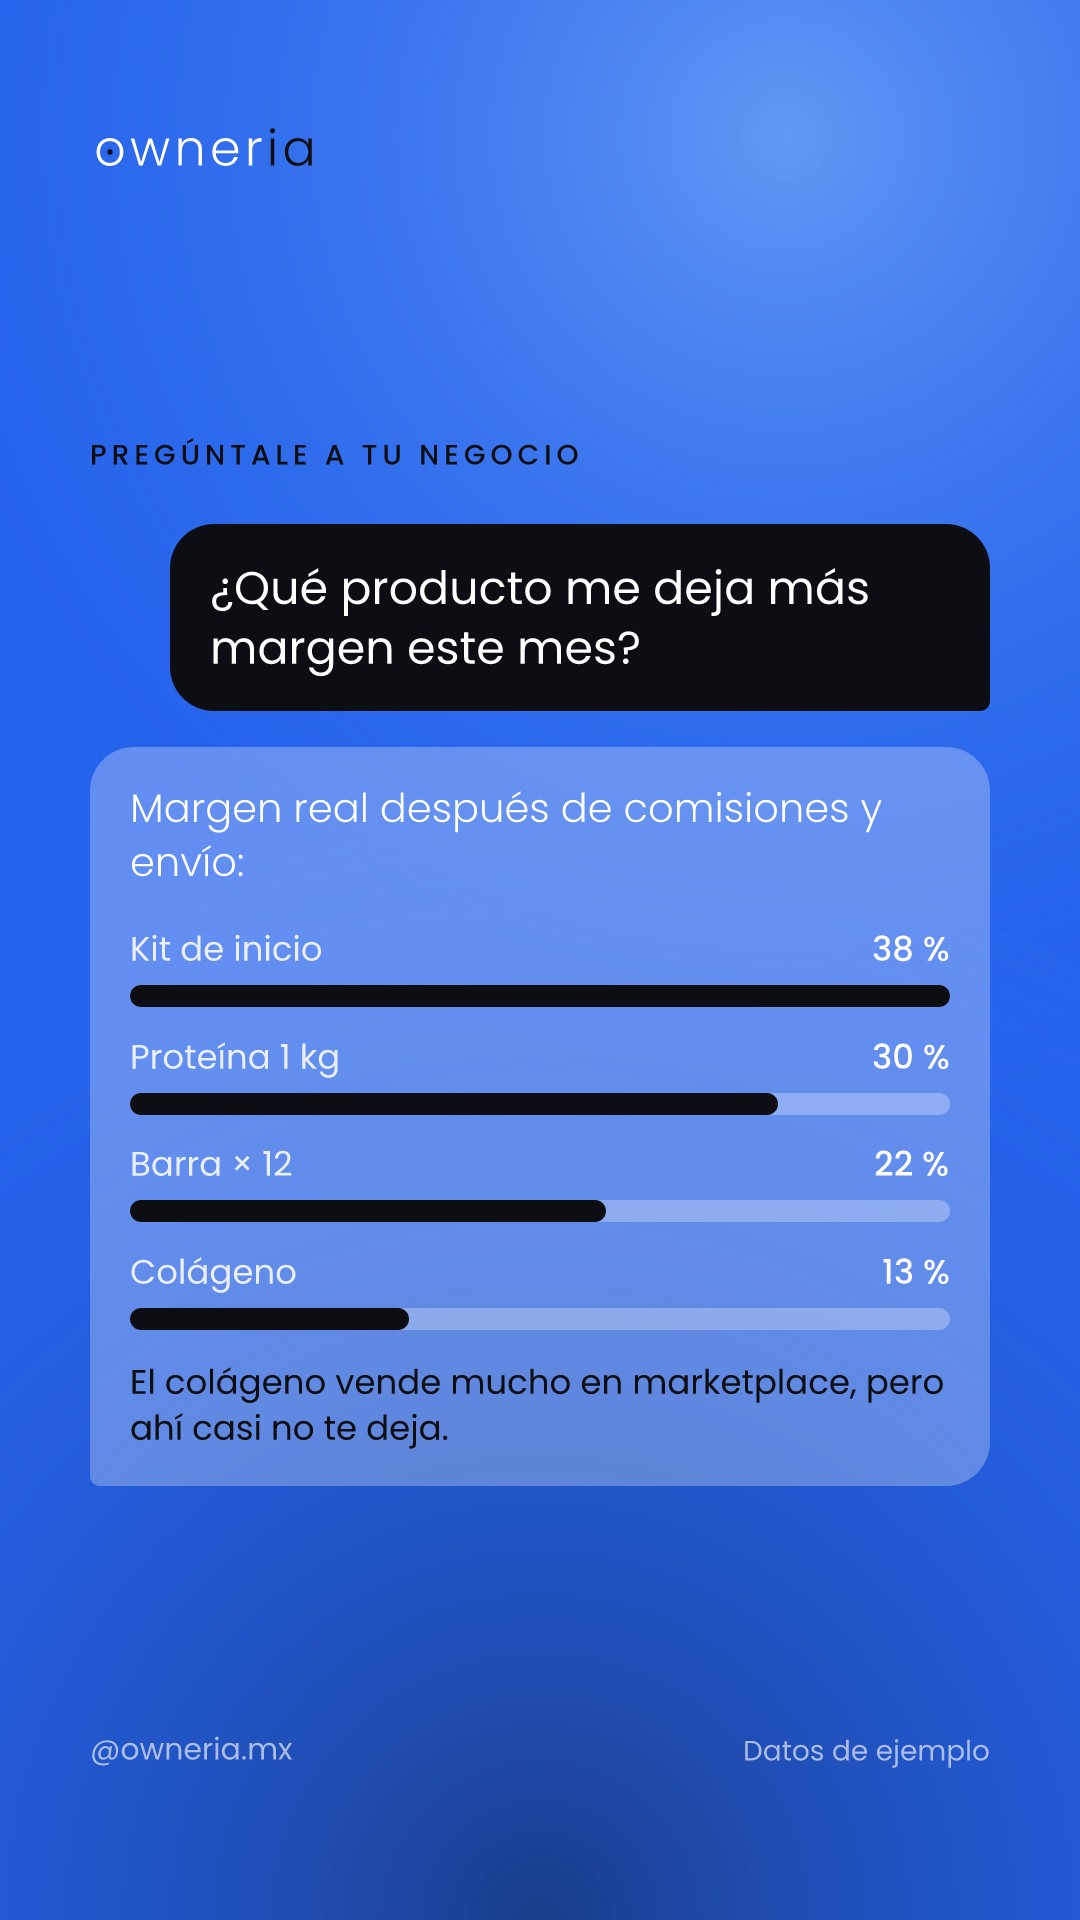 owneria
PREGÚNTALE A TU NEGOCIO
¿Qué producto me deja más
margen este mes?
Margen real después de comisiones y
envío:
Kit de inicio 38 %
Proteína 1 kg 30 %
Barra × 12 22 %
Colágeno 13 %
El colágeno vende mucho en marketplace, pero
ahí casi no te deja.
@owneria.mx Datos de ejemplo